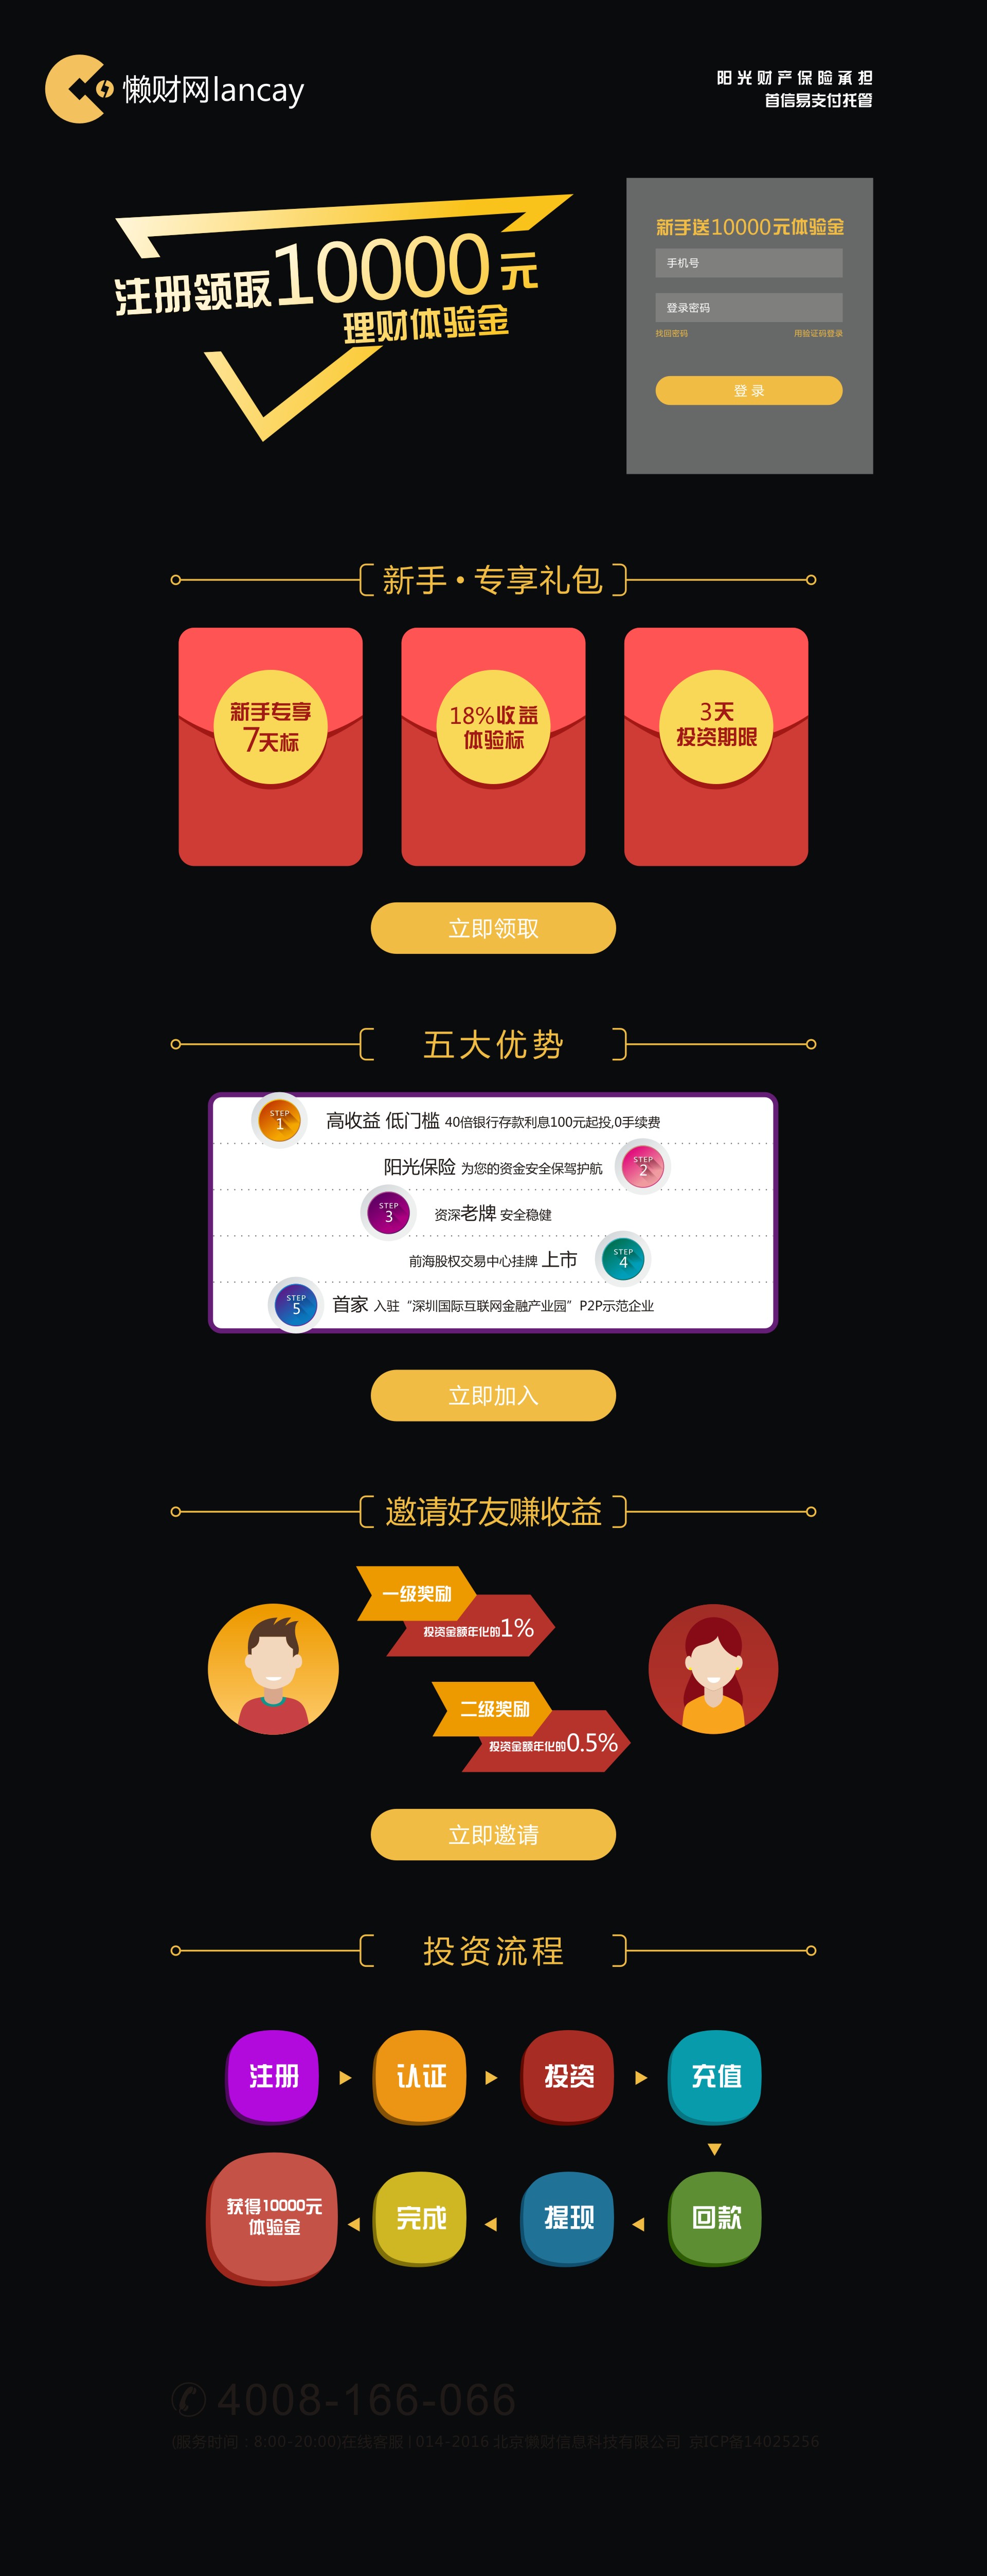 懒财网lancay
阳光财产保险承担
首信易支付托管
注册领取10000元
理财体验金
新手送10000元体验金
手机号
登录密码
找回密码 用验证码登录
登录
新手·专享礼包
新手专享
7天标
18%收益
体验标
3天
投资期限
立即领取
五大优势
STEP
1
高收益 低门槛 40倍银行存款利息100元起投,0手续费
阳光保险 为您的资金安全保驾护航
STEP
2
STEP
3
资深老牌 安全稳健
前海股权交易中心挂牌 上市
STEP
4
STEP
5
首家 入驻“深圳国际互联网金融产业园”P2P示范企业
立即加入
邀请好友赚收益
一级奖励
投资金额年化的1%
二级奖励
投资金额年化的0.5%
立即邀请
投资流程
注册
认证
投资
充值
获得10000元
体验金
完成
提现
回款
✆ 4008-166-066
(服务时间：8:00-20:00)在线客服 | 014-2016 北京懒财信息科技有限公司 京ICP备14025256